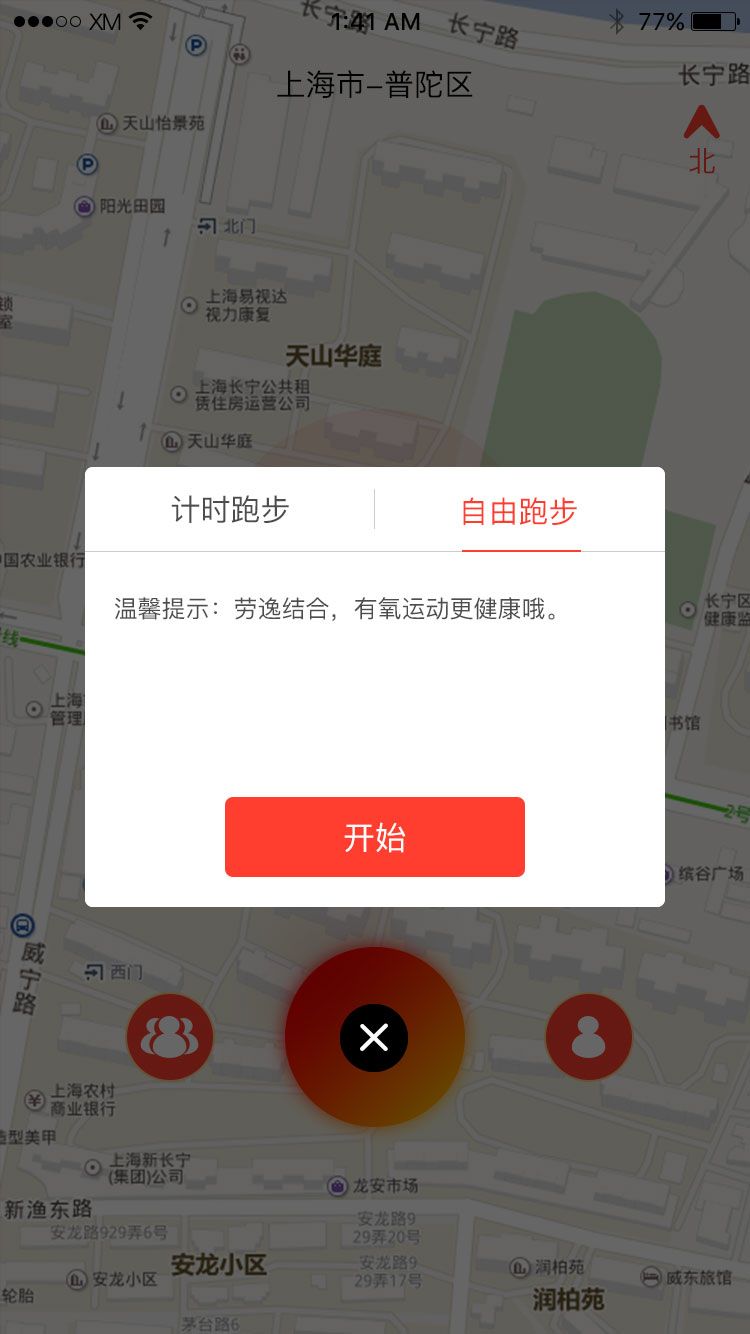 XM 1:41 AM 77%
长宁路
长宁路
上海市–普陀区
长宁路
天山怡景苑
北
P
P
阳光田园
北门
上海易视达
视力康复
天山华庭
上海长宁公共租
赁住房运营公司
天山华庭
计时跑步
自由跑步
中国农业银行
温馨提示：劳逸结合，有氧运动更健康哦。
长宁区
健康监
线
上海
管理
书馆
2号
开始
缤谷广场
威宁路
西门
上海农村
商业银行
造型美甲
上海新长宁
(集团)公司
龙安市场
新渔东路
安龙路929弄6号
安龙路9
29弄20号
安龙小区
安龙路9
29弄17号
润柏苑
安龙小区
威东旅馆
轮胎
润柏苑
茅台路6